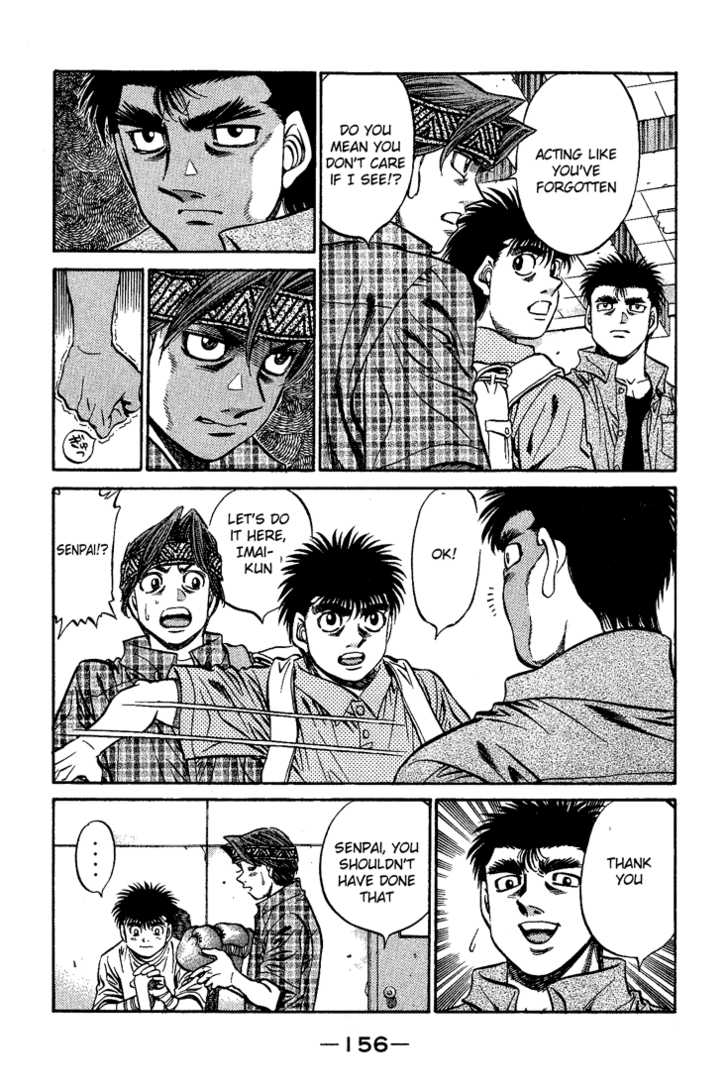 ACTING LIKE
YOU'VE
FORGOTTEN
DO YOU
MEAN YOU
DON'T CARE
IF I SEE!?
OK!
LET'S DO
IT HERE,
IMAI-
KUN
SENPAI!?
THANK
YOU
SENPAI, YOU
SHOULDN'T
HAVE DONE
THAT
...
—156—